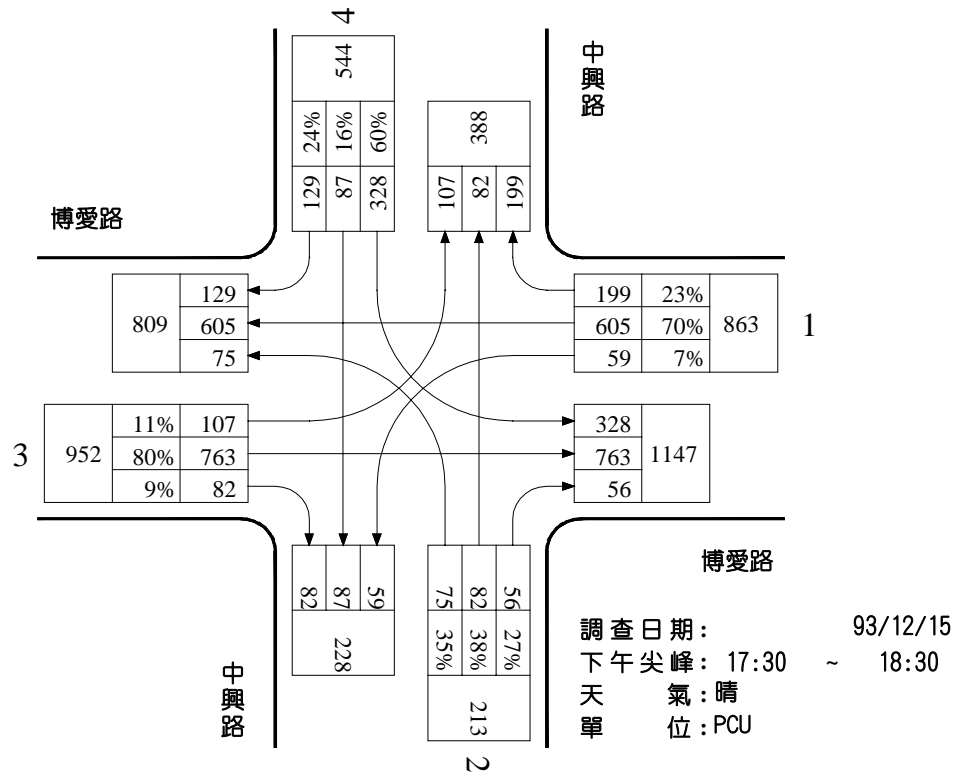 4
544
24% 16% 60%
129 87 328
388
107 82 199
中興路
博愛路
129
809 605
75
199 23%
605 70% 863
59 7%
1
3
11% 107
952 80% 763
9% 82
328
763 1147
56
82 87 59
228
75 82 56
35% 38% 27%
213
2
中興路
博愛路
調查日期: 93/12/15
下午尖峰: 17:30 ~ 18:30
天 氣:晴
單 位:PCU